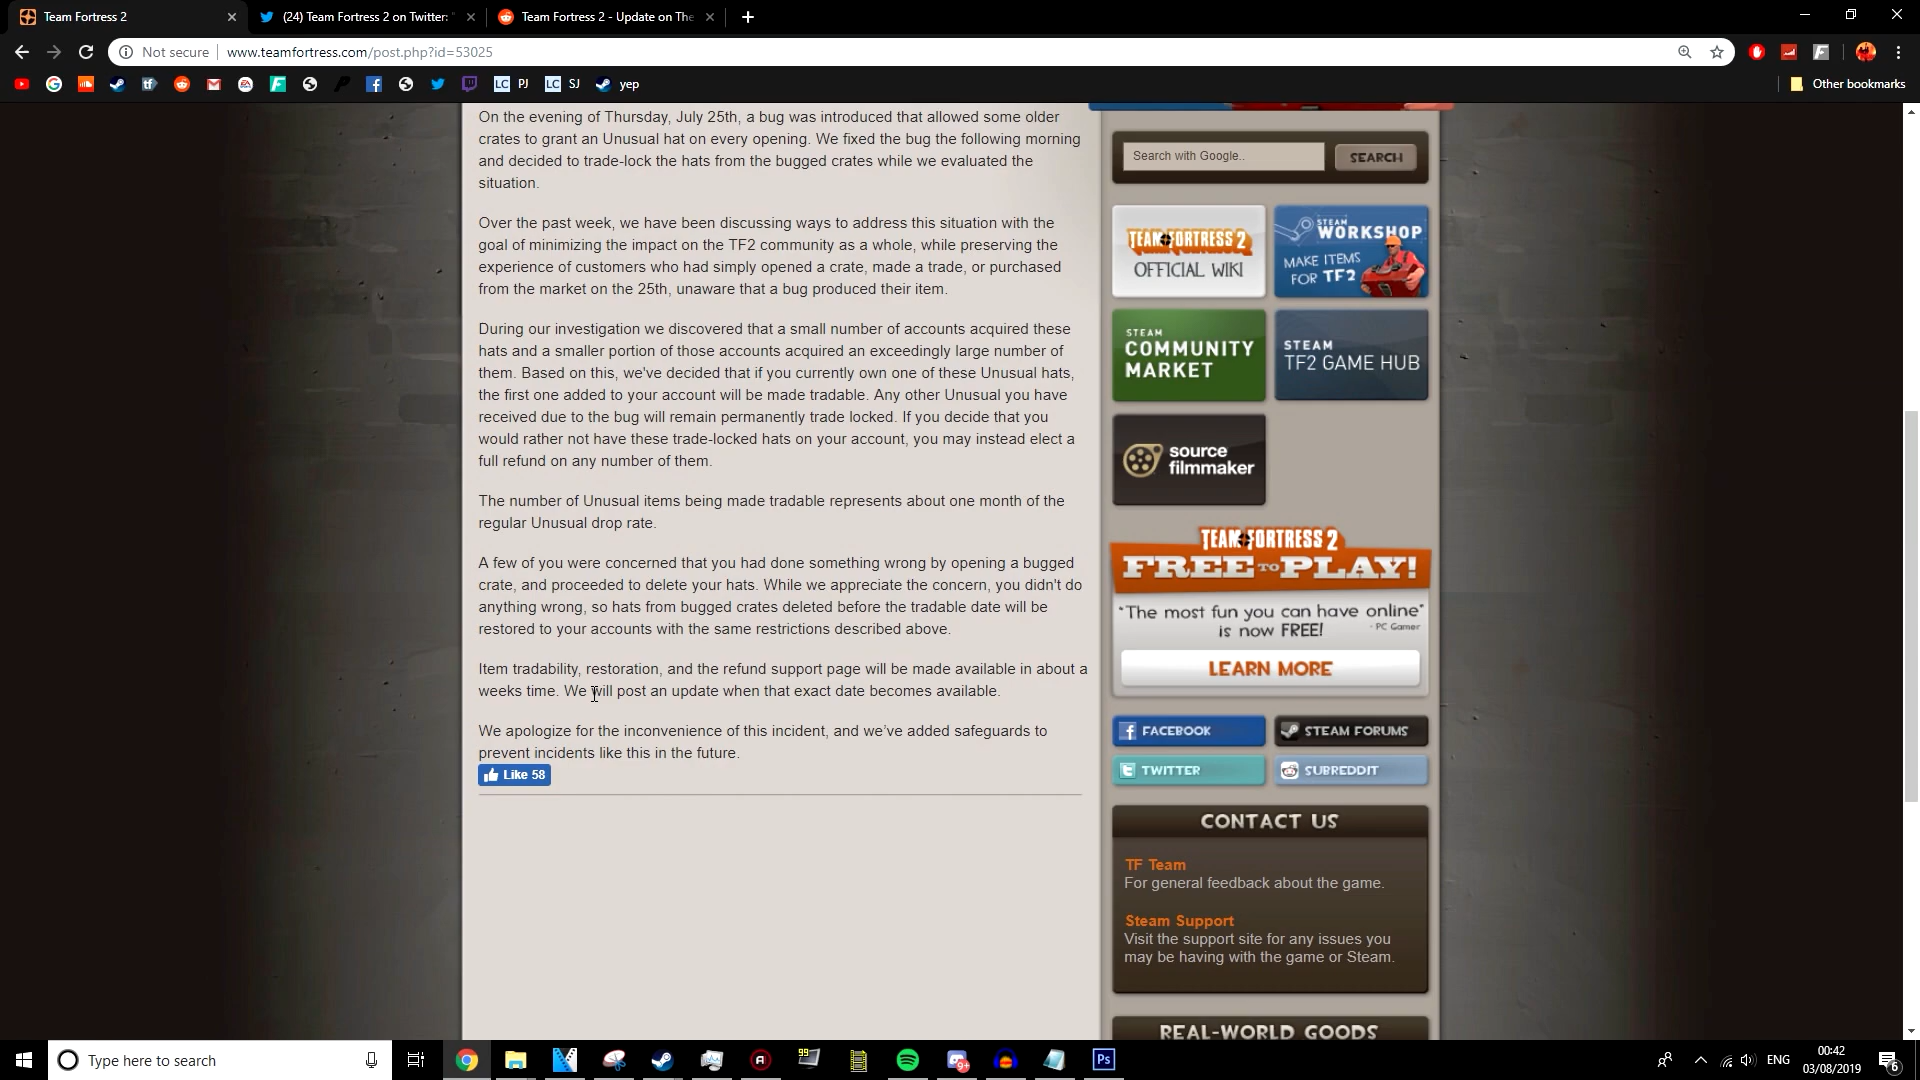 Team Fortress 2
(24) Team Fortress 2 on Twitter: "
Team Fortress 2 - Update on The
Not secure
www.teamfortress.com/post.php?id=53025
LC PJ
LC SJ
yep
Other bookmarks
On the evening of Thursday, July 25th, a bug was introduced that allowed some older
crates to grant an Unusual hat on every opening. We fixed the bug the following morning
and decided to trade-lock the hats from the bugged crates while we evaluated the
situation.
Over the past week, we have been discussing ways to address this situation with the
goal of minimizing the impact on the TF2 community as a whole, while preserving the
experience of customers who had simply opened a crate, made a trade, or purchased
from the market on the 25th, unaware that a bug produced their item.
During our investigation we discovered that a small number of accounts acquired these
hats and a smaller portion of those accounts acquired an exceedingly large number of
them. Based on this, we've decided that if you currently own one of these Unusual hats,
the first one added to your account will be made tradable. Any other Unusual you have
received due to the bug will remain permanently trade locked. If you decide that you
would rather not have these trade-locked hats on your account, you may instead elect a
full refund on any number of them.
The number of Unusual items being made tradable represents about one month of the
regular Unusual drop rate.
A few of you were concerned that you had done something wrong by opening a bugged
crate, and proceeded to delete your hats. While we appreciate the concern, you didn't do
anything wrong, so hats from bugged crates deleted before the tradable date will be
restored to your accounts with the same restrictions described above.
Item tradability, restoration, and the refund support page will be made available in about a
weeks time. We will post an update when that exact date becomes available.
We apologize for the inconvenience of this incident, and we've added safeguards to
prevent incidents like this in the future.
Like 58
Search with Google..
SEARCH
TEAM FORTRESS 2
OFFICIAL WIKI
STEAM
WORKSHOP
MAKE ITEMS
FOR TF2
STEAM
COMMUNITY
MARKET
STEAM
TF2 GAME HUB
source
filmmaker
TEAM FORTRESS 2
FREE TO PLAY!
"The most fun you can have online"
is now FREE!
- PC Gamer
LEARN MORE
FACEBOOK
STEAM FORUMS
TWITTER
SUBREDDIT
CONTACT US
TF Team
For general feedback about the game.
Steam Support
Visit the support site for any issues you
may be having with the game or Steam.
REAL-WORLD GOODS
Type here to search
99
9+
Ps
ENG
00:42
03/08/2019
6